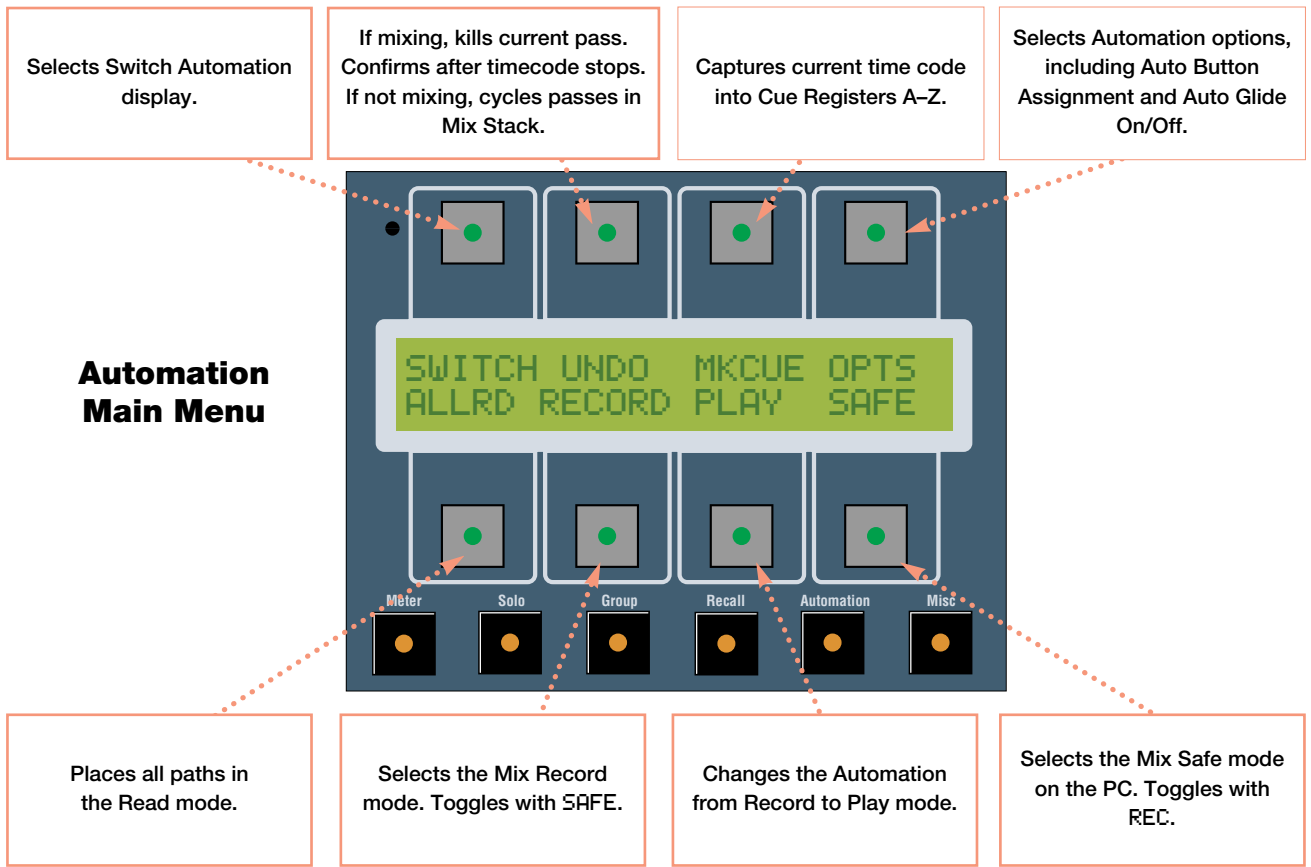 Selects Switch Automation
display.
If mixing, kills current pass.
Confirms after timecode stops.
If not mixing, cycles passes in
Mix Stack.
Captures current time code
into Cue Registers A–Z.
Selects Automation options,
including Auto Button
Assignment and Auto Glide
On/Off.
Automation
Main Menu
SWITCH UNDO MKCUE OPTS
ALLRD RECORD PLAY SAFE
Meter Solo Group Recall Automation Misc
Places all paths in
the Read mode.
Selects the Mix Record
mode. Toggles with SAFE.
Changes the Automation
from Record to Play mode.
Selects the Mix Safe mode
on the PC. Toggles with
REC.